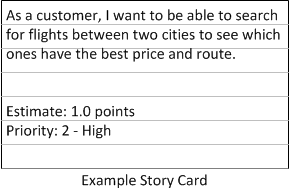 As a customer, I want to be able to search
for flights between two cities to see which
ones have the best price and route.
Estimate: 1.0 points
Priority: 2 - High
Example Story Card